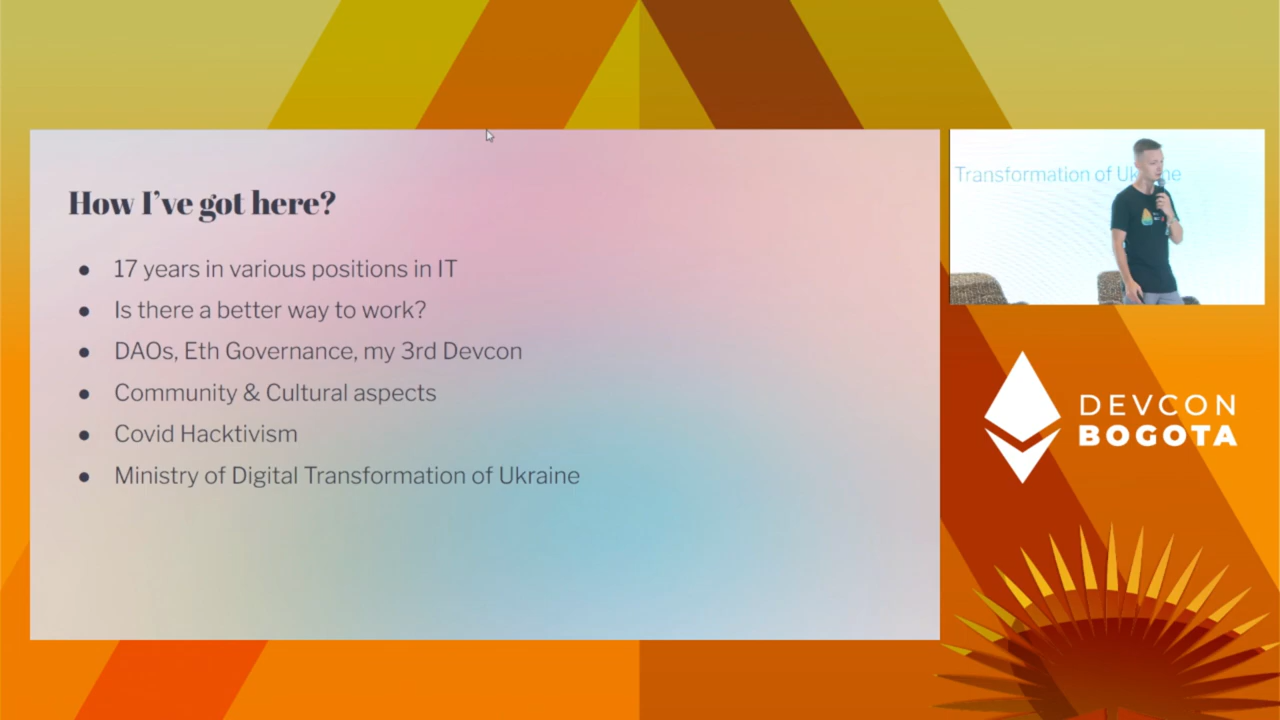 How I've got here?
● 17 years in various positions in IT
● Is there a better way to work?
● DAOs, Eth Governance, my 3rd Devcon
● Community & Cultural aspects
● Covid Hacktivism
● Ministry of Digital Transformation of Ukraine
Transformation of Uk ne
DEVCON
BOGOTA